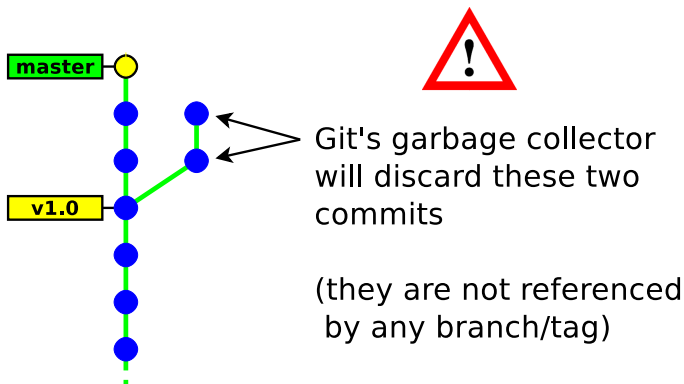 !
master
Git's garbage collector
will discard these two
commits
v1.0
(they are not referenced
by any branch/tag)